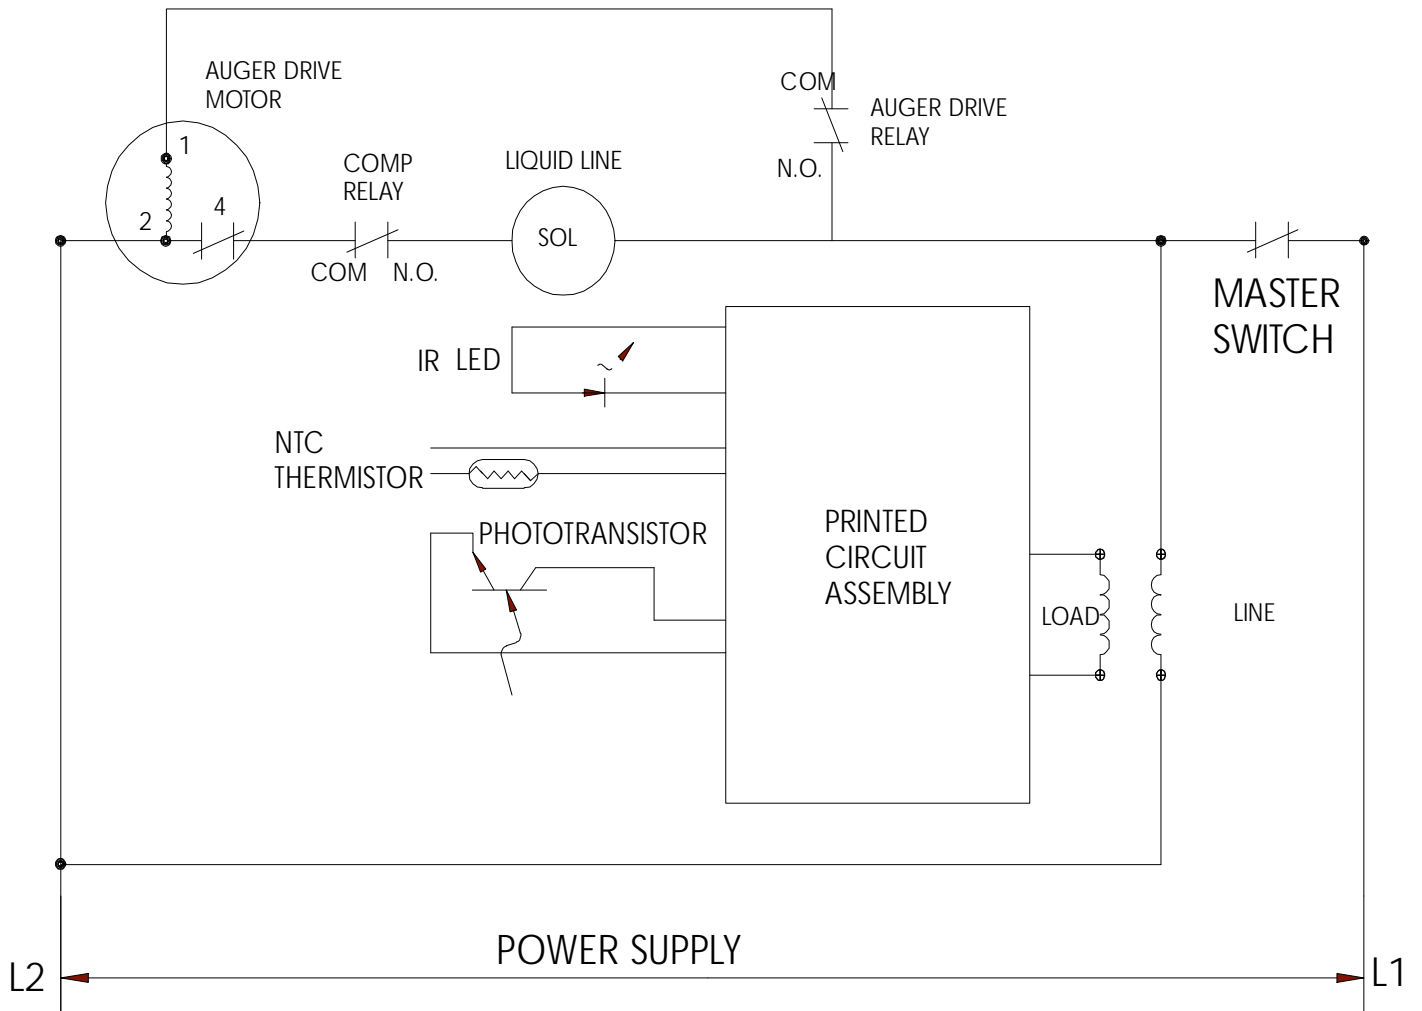 AUGER DRIVE
MOTOR
COM
AUGER DRIVE
RELAY
1
COMP
RELAY
LIQUID LINE
N.O.
2
4
SOL
COM
N.O.
MASTER
SWITCH
IR LED
~
NTC
THERMISTOR
PHOTOTRANSISTOR
PRINTED
CIRCUIT
ASSEMBLY
LOAD
LINE
POWER SUPPLY
L2
L1